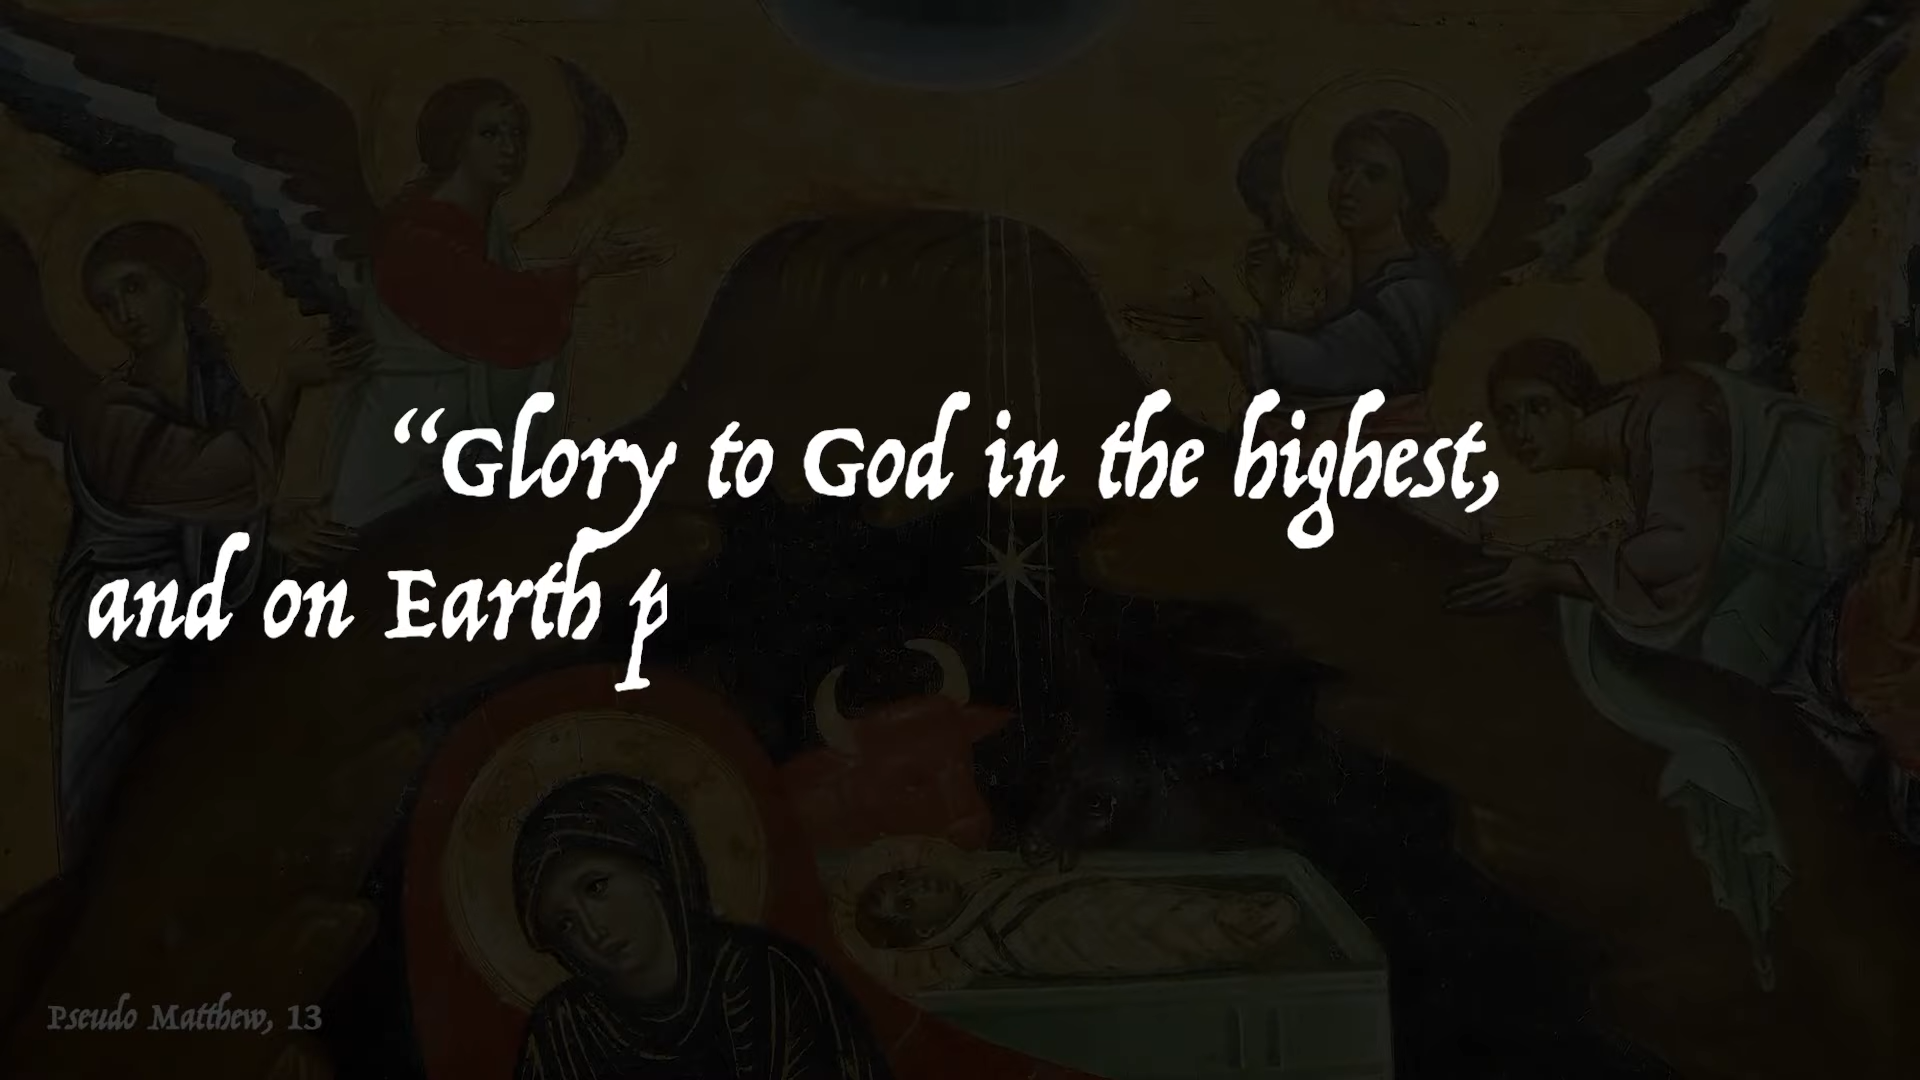 “Glory to God in the highest,
and on Earth p
Pseudo Matthew, 13